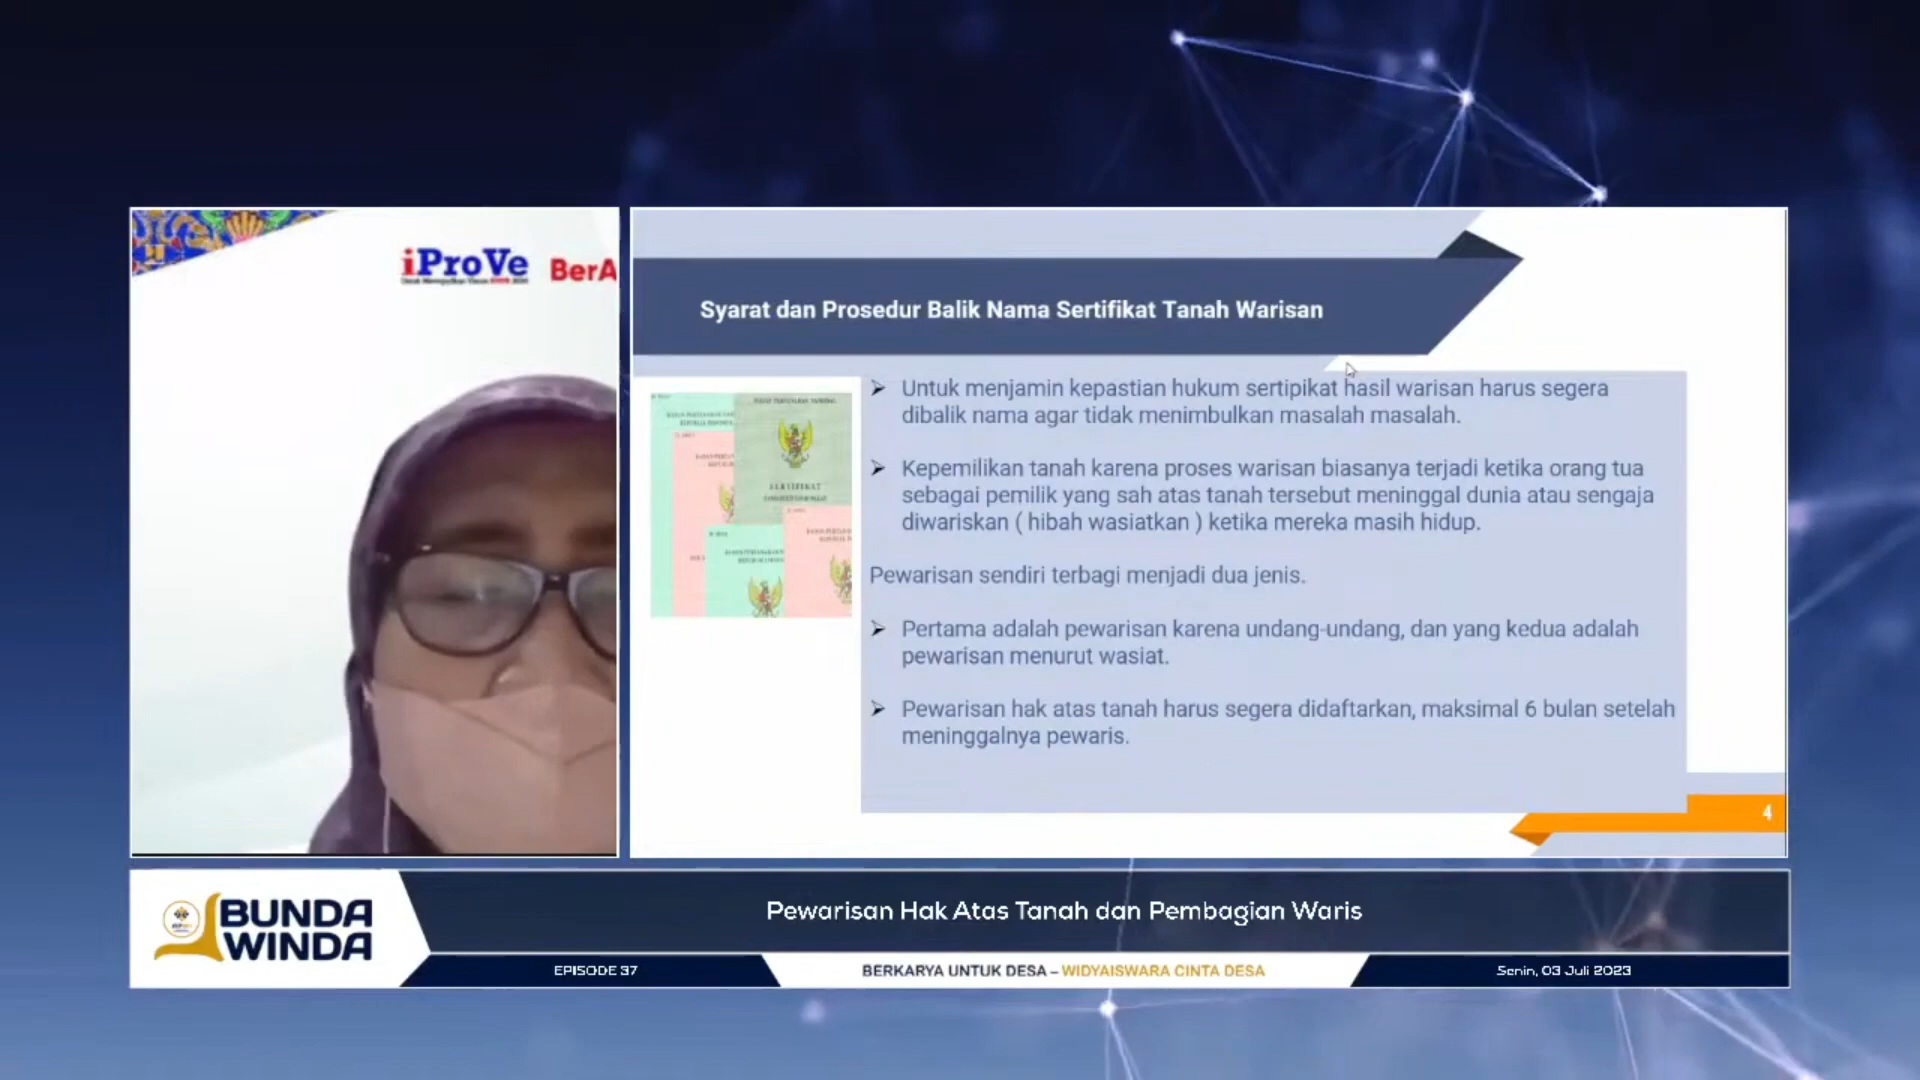 iProVe
BerA
Syarat dan Prosedur Balik Nama Sertifikat Tanah Warisan
➢ Untuk menjamin kepastian hukum sertipikat hasil warisan harus segera
dibalik nama agar tidak menimbulkan masalah masalah.
➢ Kepemilikan tanah karena proses warisan biasanya terjadi ketika orang tua
sebagai pemilik yang sah atas tanah tersebut meninggal dunia atau sengaja
diwariskan ( hibah wasiatkan ) ketika mereka masih hidup.
Pewarisan sendiri terbagi menjadi dua jenis.
➢ Pertama adalah pewarisan karena undang-undang, dan yang kedua adalah
pewarisan menurut wasiat.
➢ Pewarisan hak atas tanah harus segera didaftarkan, maksimal 6 bulan setelah
meninggalnya pewaris.
SERTIFIKAT
4
BUNDA
WINDA
Pewarisan Hak Atas Tanah dan Pembagian Waris
EPISODE 37
BERKARYA UNTUK DESA – WIDYAISWARA CINTA DESA
Senin, 03 Juli 2023